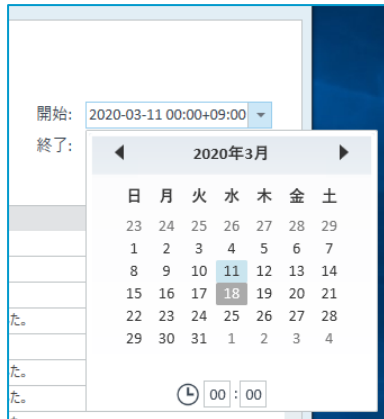 開始: 2020-03-11 00:00+09:00
終了:
2020年3月
日 月 火 水 木 金 土
23 24 25 26 27 28 29
1 2 3 4 5 6 7
8 9 10 11 12 13 14
15 16 17 18 19 20 21
22 23 24 25 26 27 28
29 30 31 1 2 3 4
00 : 00
た。
た。
た。